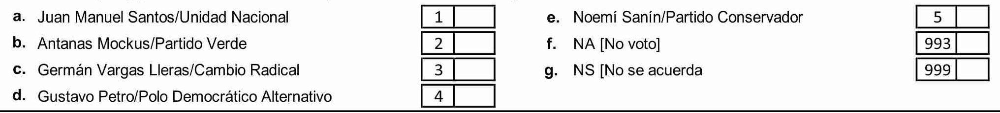 a. Juan Manuel Santos/Unidad Nacional 1
b. Antanas Mockus/Partido Verde 2
c. Germán Vargas Lleras/Cambio Radical 3
d. Gustavo Petro/Polo Democrático Alternativo 4
e. Noemí Sanín/Partido Conservador 5
f. NA [No voto] 993
g. NS [No se acuerda 999